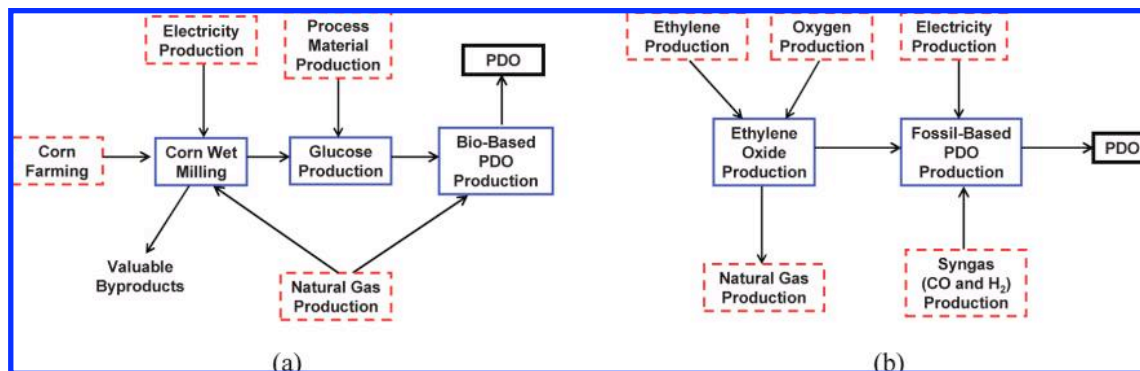 Electricity
Production
Process
Material
Production
PDO
Corn
Farming
Corn Wet
Milling
Glucose
Production
Bio-Based
PDO
Production
Valuable
Byproducts
Natural Gas
Production
(a)
Ethylene
Production
Oxygen
Production
Electricity
Production
Ethylene
Oxide
Production
Fossil-Based
PDO
Production
PDO
Natural Gas
Production
Syngas
(CO and H₂)
Production
(b)